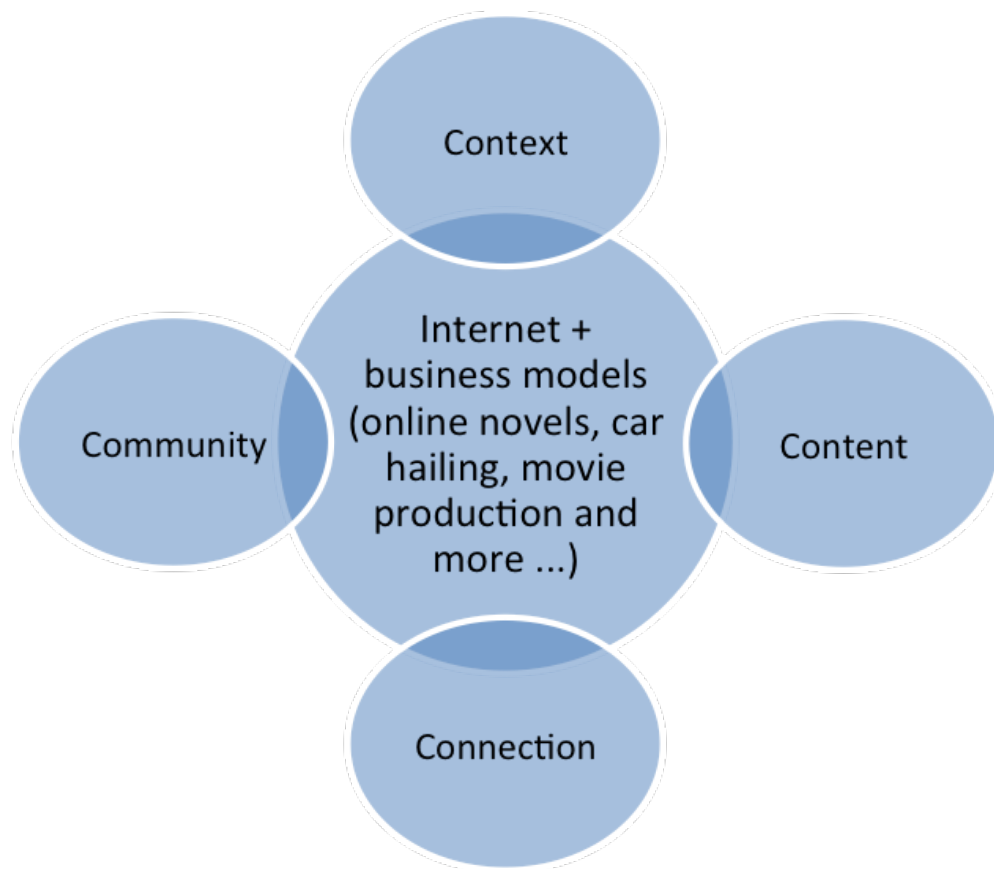 Context
Internet +
business models
(online novels, car
hailing, movie
production and
more ...)
Community
Content
Connection